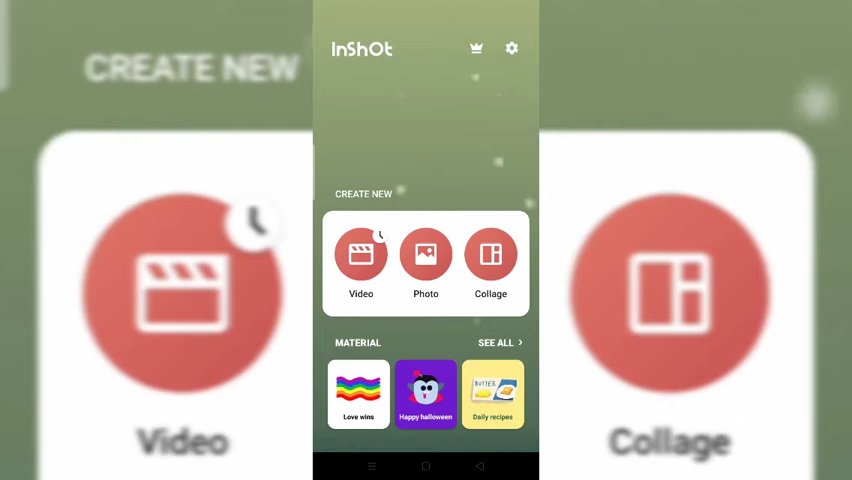 InShOt
CREATE NEW
CREATE NEW
Video
Photo
Collage
MATERIAL
SEE ALL >
Love wins
BUTTER
Happy halloween
Daily recipes
Video
Collage